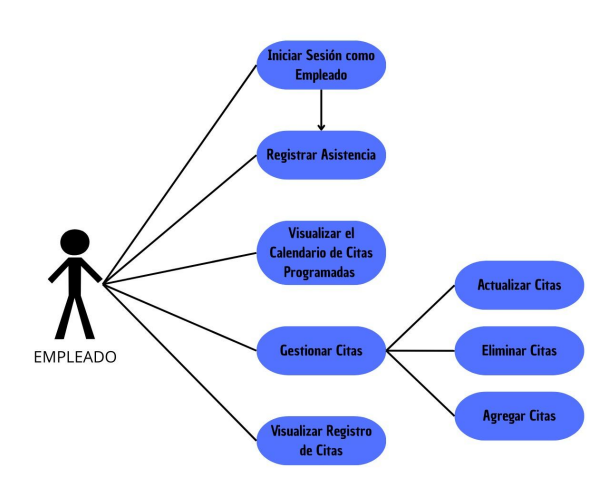 Iniciar Sesión como
Empleado
Registrar Asistencia
Visualizar el
Calendario de Citas
Programadas
Actualizar Citas
EMPLEADO
Gestionar Citas
Eliminar Citas
Agregar Citas
Visualizar Registro
de Citas